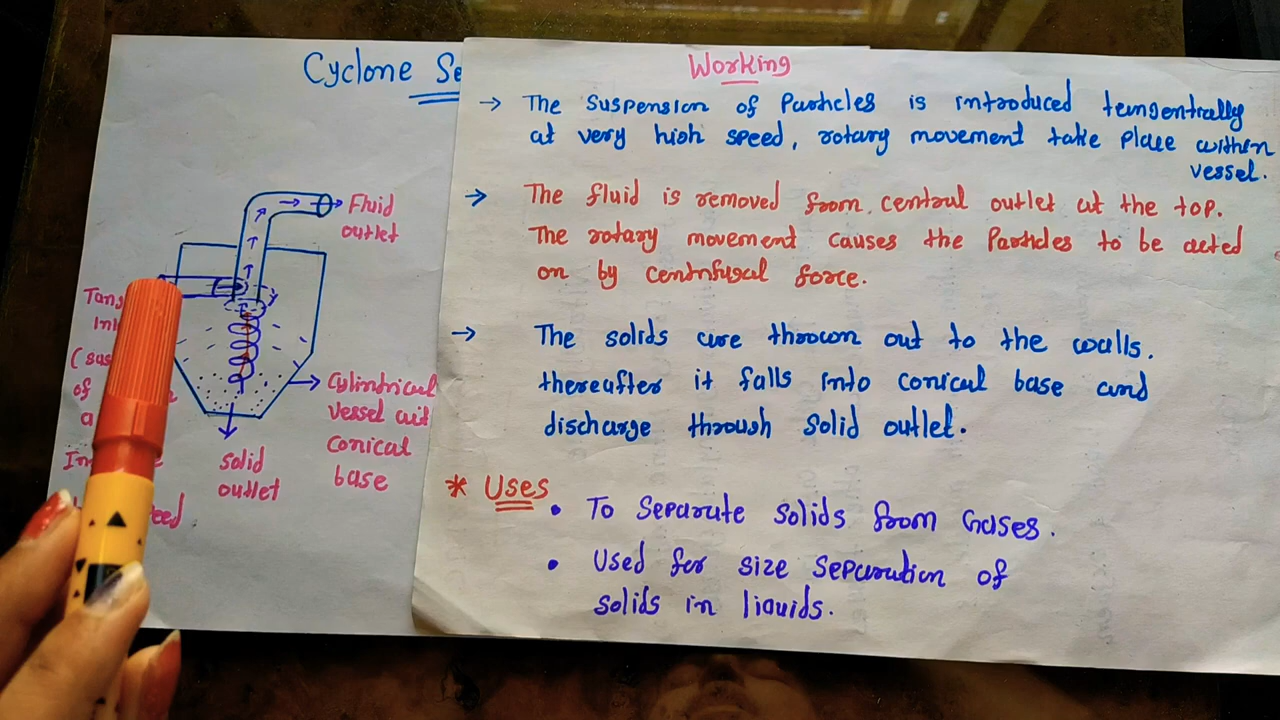 Cyclone Se
Fluid
outlet
Tang
In
(sus
of
a
In
eed
solid
outlet
Cylindrical
vessel wit
conical
base
Working
→ The suspension of Particles is introduced tangentially
at very high speed, rotary movement take place within
vessel.
→ The fluid is removed from central outlet at the top.
The rotary movement causes the Particles to be acted
on by centrifugal force.
→ The solids are thrown out to the walls.
thereafter it falls into conical base and
discharge through solid outlet.
* Uses
• To separate solids from Gases.
• Used for size separation of
solids in liquids.